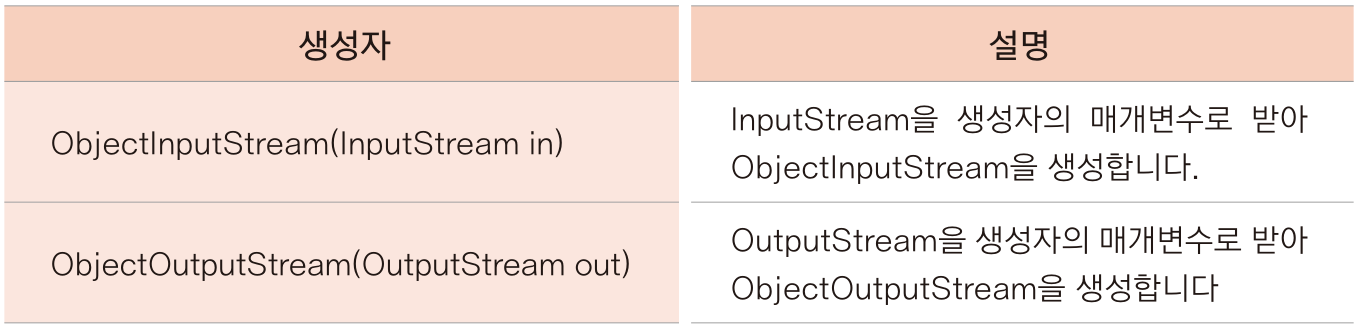 생성자
설명
ObjectInputStream(InputStream in)
InputStream을 생성자의 매개변수로 받아
ObjectInputStream을 생성합니다.
ObjectOutputStream(OutputStream out)
OutputStream을 생성자의 매개변수로 받아
ObjectOutputStream을 생성합니다